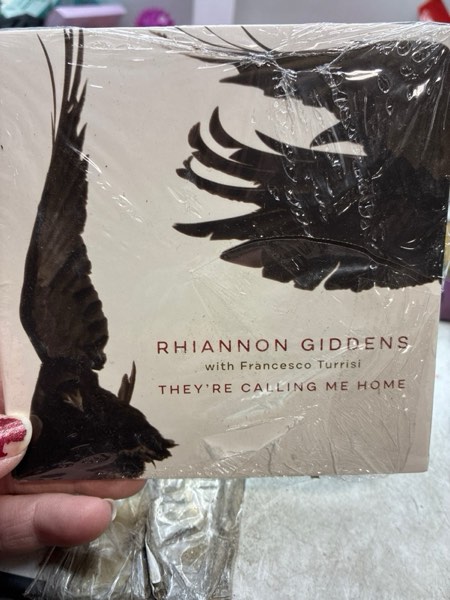 RHIANNON GIDDENS
with Francesco Turrisi
THEY'RE CALLING ME HOME